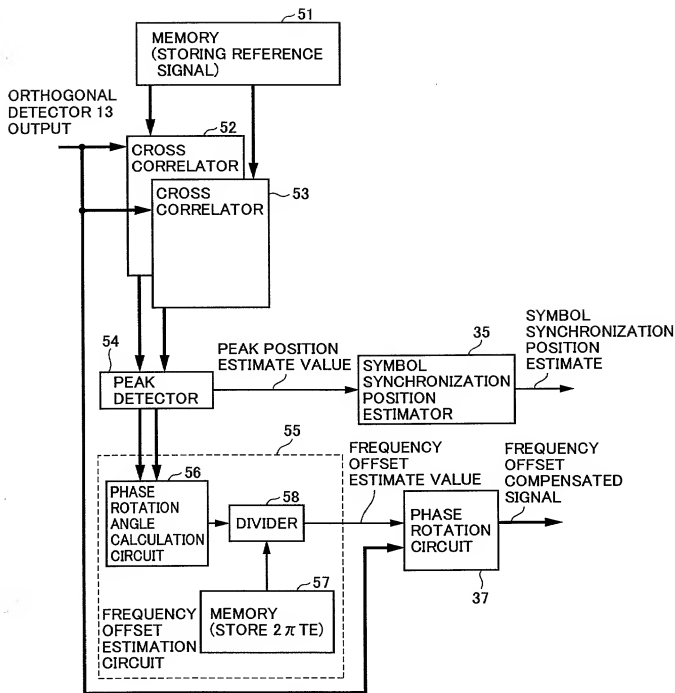 51
MEMORY
(STORING REFERENCE
SIGNAL)
ORTHOGONAL
DETECTOR 13
OUTPUT
52
CROSS
CORRELATOR
53
CROSS
CORRELATOR
54
PEAK
DETECTOR
PEAK POSITION
ESTIMATE VALUE
35
SYMBOL
SYNCHRONIZATION
POSITION
ESTIMATOR
SYMBOL
SYNCHRONIZATION
POSITION
ESTIMATE
55
56
PHASE
ROTATION
ANGLE
CALCULATION
CIRCUIT
58
DIVIDER
57
MEMORY
(STORE 2πTE)
FREQUENCY
OFFSET
ESTIMATION
CIRCUIT
FREQUENCY
OFFSET
ESTIMATE VALUE
PHASE
ROTATION
CIRCUIT
37
FREQUENCY
OFFSET
COMPENSATED
SIGNAL